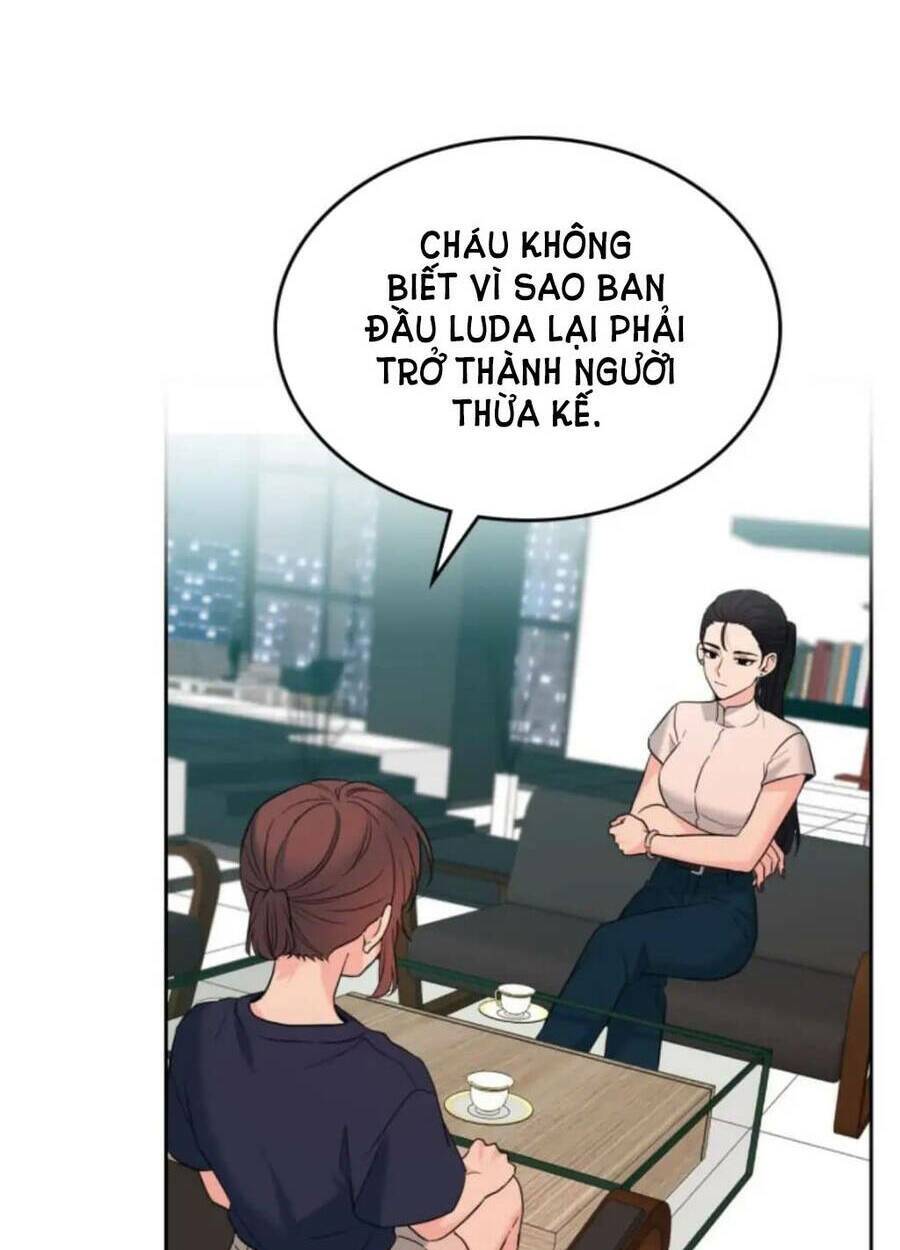 CHÁU KHÔNG
BIẾT VÌ SAO BAN
ĐẦU LUDA LẠI PHẢI
TRỞ THÀNH NGƯỜI
THỪA KẾ.